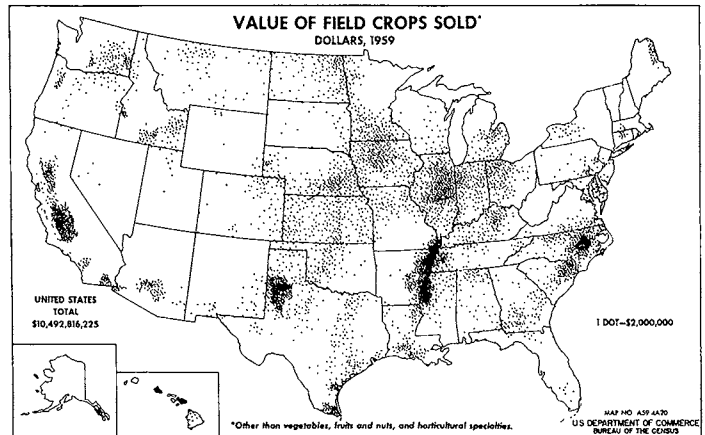 VALUE OF FIELD CROPS SOLD*
DOLLARS, 1959
UNITED STATES
TOTAL
$10,492,816,225
1 DOT—$2,000,000
*Other than vegetables, fruits and nuts, and horticultural specialties.
MAP NO. A59-4A20
U.S. DEPARTMENT OF COMMERCE
BUREAU OF THE CENSUS